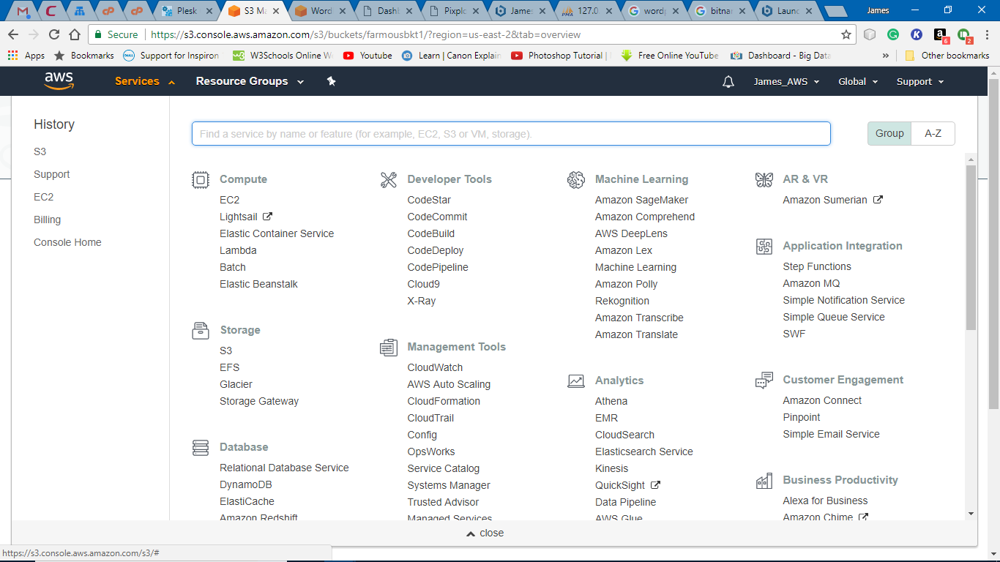 Plesk
S3 Ma
Word
Dashb
Pixplo
James
PMA
127.0
wordp
bitnar
Launc
James
Secure
https://s3.console.aws.amazon.com/s3/buckets/farmousbkt1/?region=us-east-2&tab=overview
6
2
Apps
Bookmarks
Support for Inspiron
W3Schools Online W
Youtube
Learn | Canon Explain
Photoshop Tutorial |
Free Online YouTube
Dashboard - Big Data
»
Other bookmarks
aws
Services
Resource Groups
James_AWS
Global
Support
History
S3
Support
EC2
Billing
Console Home
Find a service by name or feature (for example, EC2, S3 or VM, storage).
Group
A-Z
Compute
EC2
Lightsail
Elastic Container Service
Lambda
Batch
Elastic Beanstalk
Storage
S3
EFS
Glacier
Storage Gateway
Database
Relational Database Service
DynamoDB
ElastiCache
Amazon Redshift
Developer Tools
CodeStar
CodeCommit
CodeBuild
CodeDeploy
CodePipeline
Cloud9
X-Ray
Management Tools
CloudWatch
AWS Auto Scaling
CloudFormation
CloudTrail
Config
OpsWorks
Service Catalog
Systems Manager
Trusted Advisor
Managed Services
Machine Learning
Amazon SageMaker
Amazon Comprehend
AWS DeepLens
Amazon Lex
Machine Learning
Amazon Polly
Rekognition
Amazon Transcribe
Amazon Translate
Analytics
Athena
EMR
CloudSearch
Elasticsearch Service
Kinesis
QuickSight
Data Pipeline
AWS Glue
AR & VR
Amazon Sumerian
Application Integration
Step Functions
Amazon MQ
Simple Notification Service
Simple Queue Service
SWF
Customer Engagement
Amazon Connect
Pinpoint
Simple Email Service
Business Productivity
Alexa for Business
Amazon Chime
close
https://s3.console.aws.amazon.com/s3/#